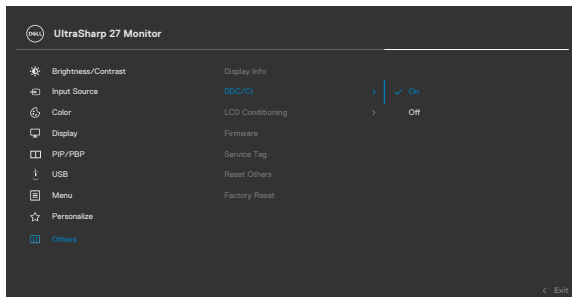 DELL UltraSharp 27 Monitor
Brightness/Contrast
Input Source
Color
Display
PIP/PBP
USB
Menu
Personalize
Others
Display Info
DDC/CI
LCD Conditioning
Firmware
Service Tag
Reset Others
Factory Reset
On
Off
Exit